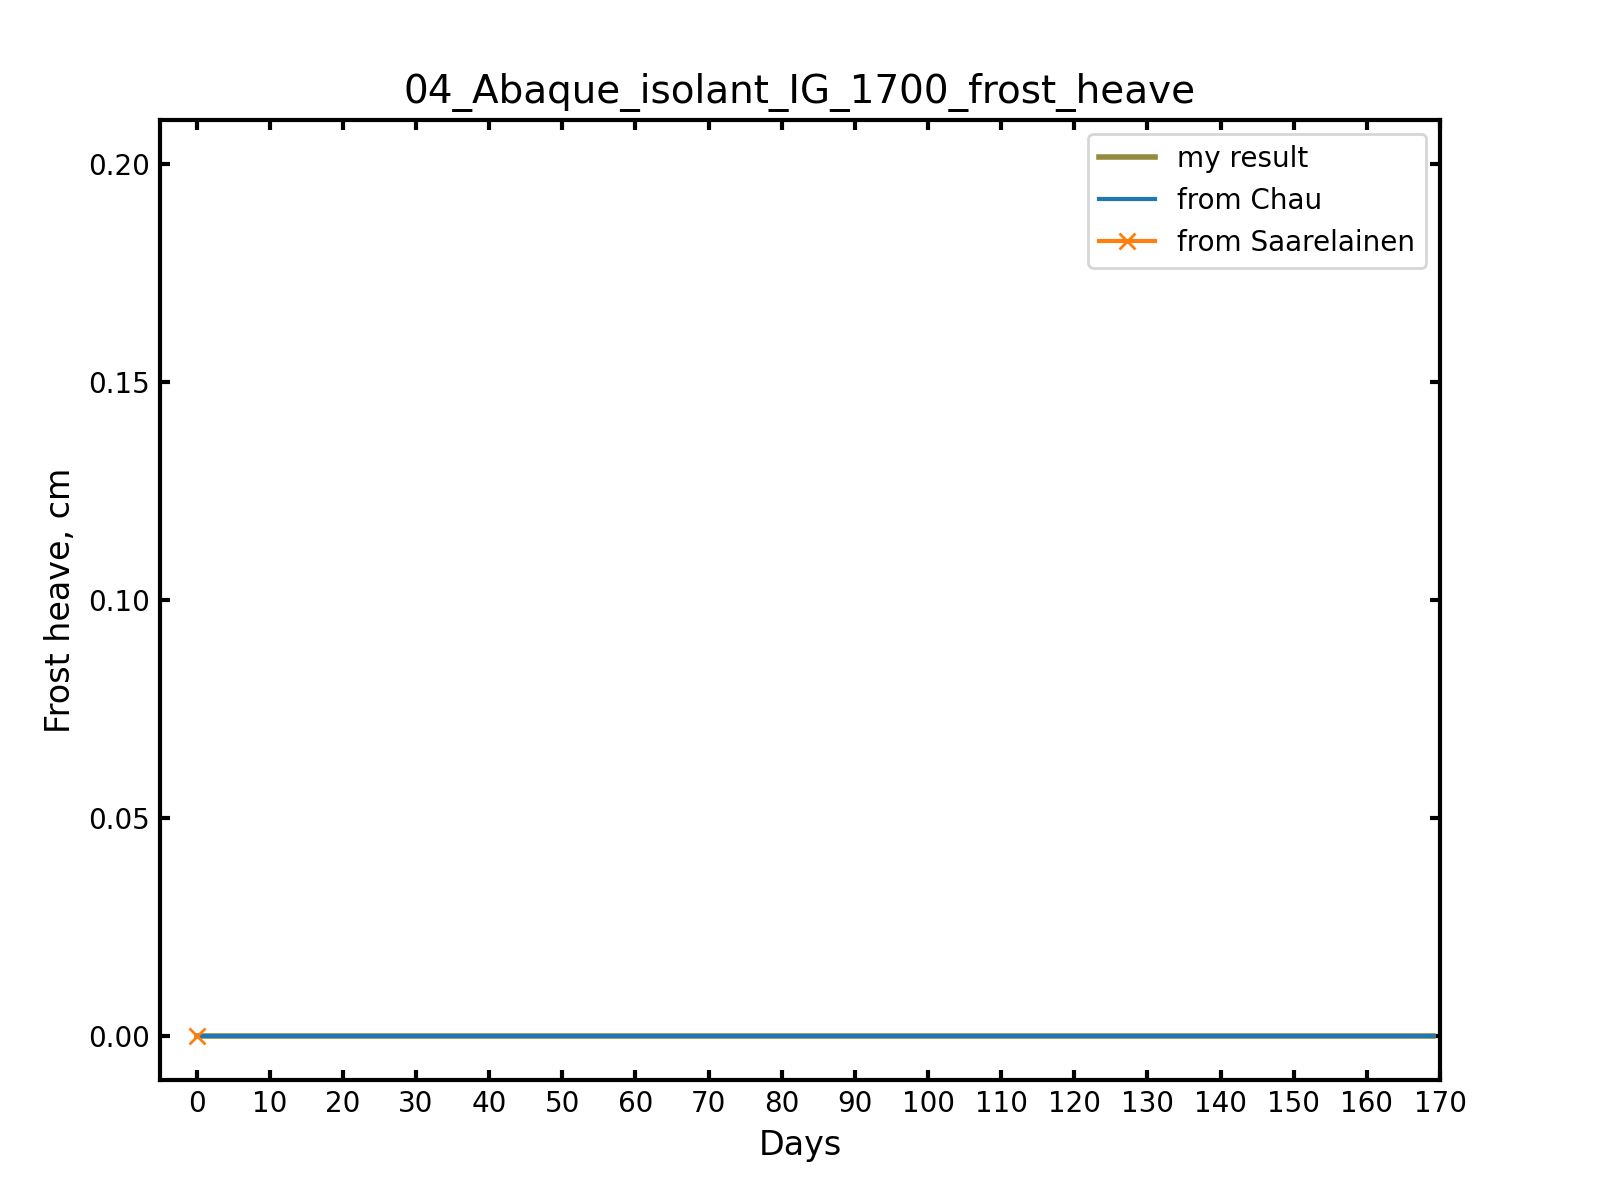 04_Abaque_isolant_IG_1700_frost_heave
my result
from Chau
from Saarelainen
0.20
0.15
0.10
0.05
0.00
Frost heave, cm
0 10 20 30 40 50 60 70 80 90 100 110 120 130 140 150 160 170
Days